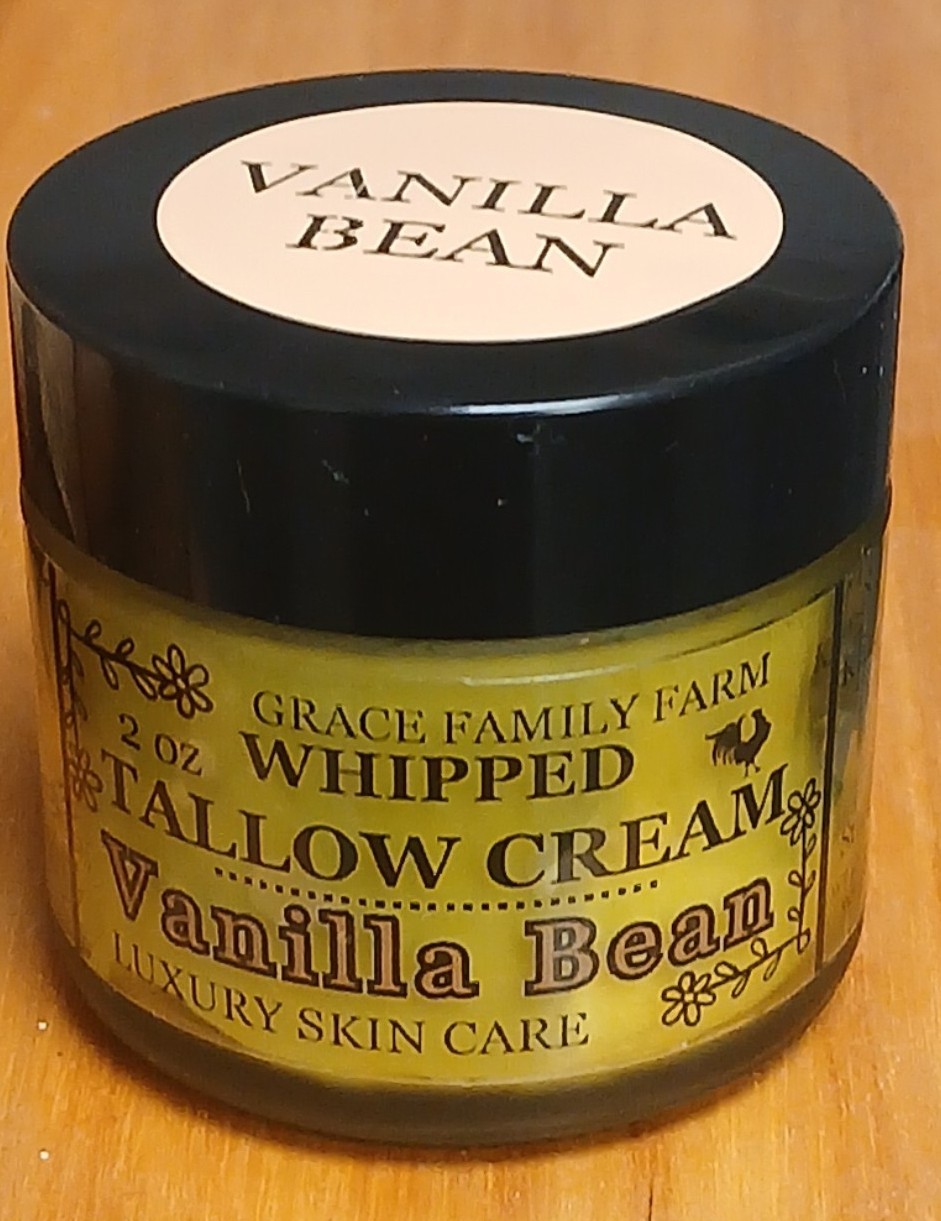 VANILLA
BEAN
GRACE FAMILY FARM
2 OZ WHIPPED
TALLOW CREAM
Vanilla Bean
LUXURY SKIN CARE